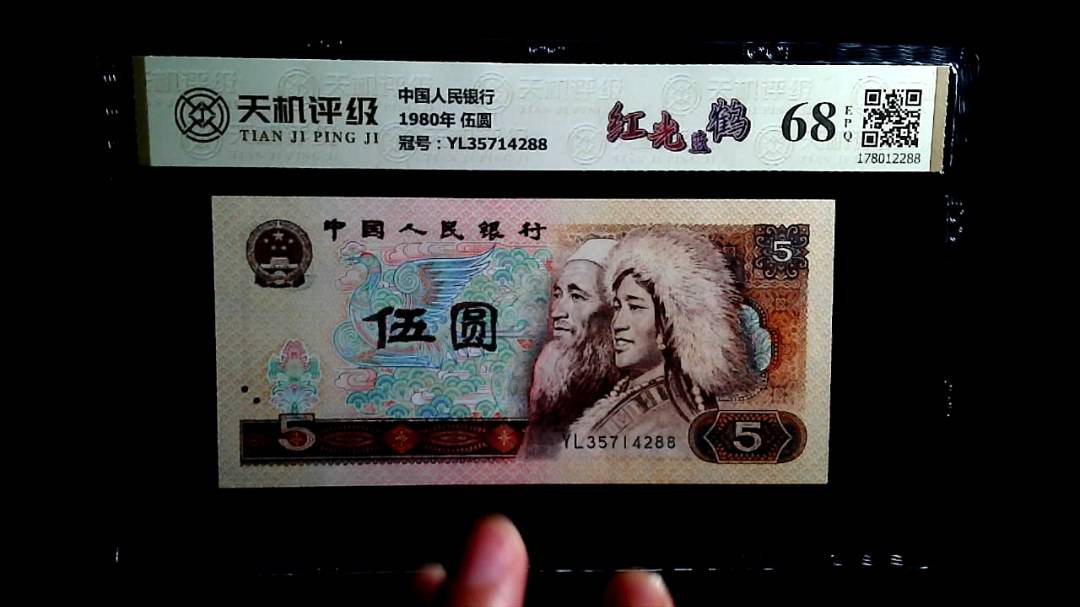 天机评级
TIAN JI PING JI
中国人民银行
1980年 伍圆
冠号：YL35714288
红光蓝鹤
68
EPQ
178012288
中国人民银行
5
伍圆
5
YL35714288
5